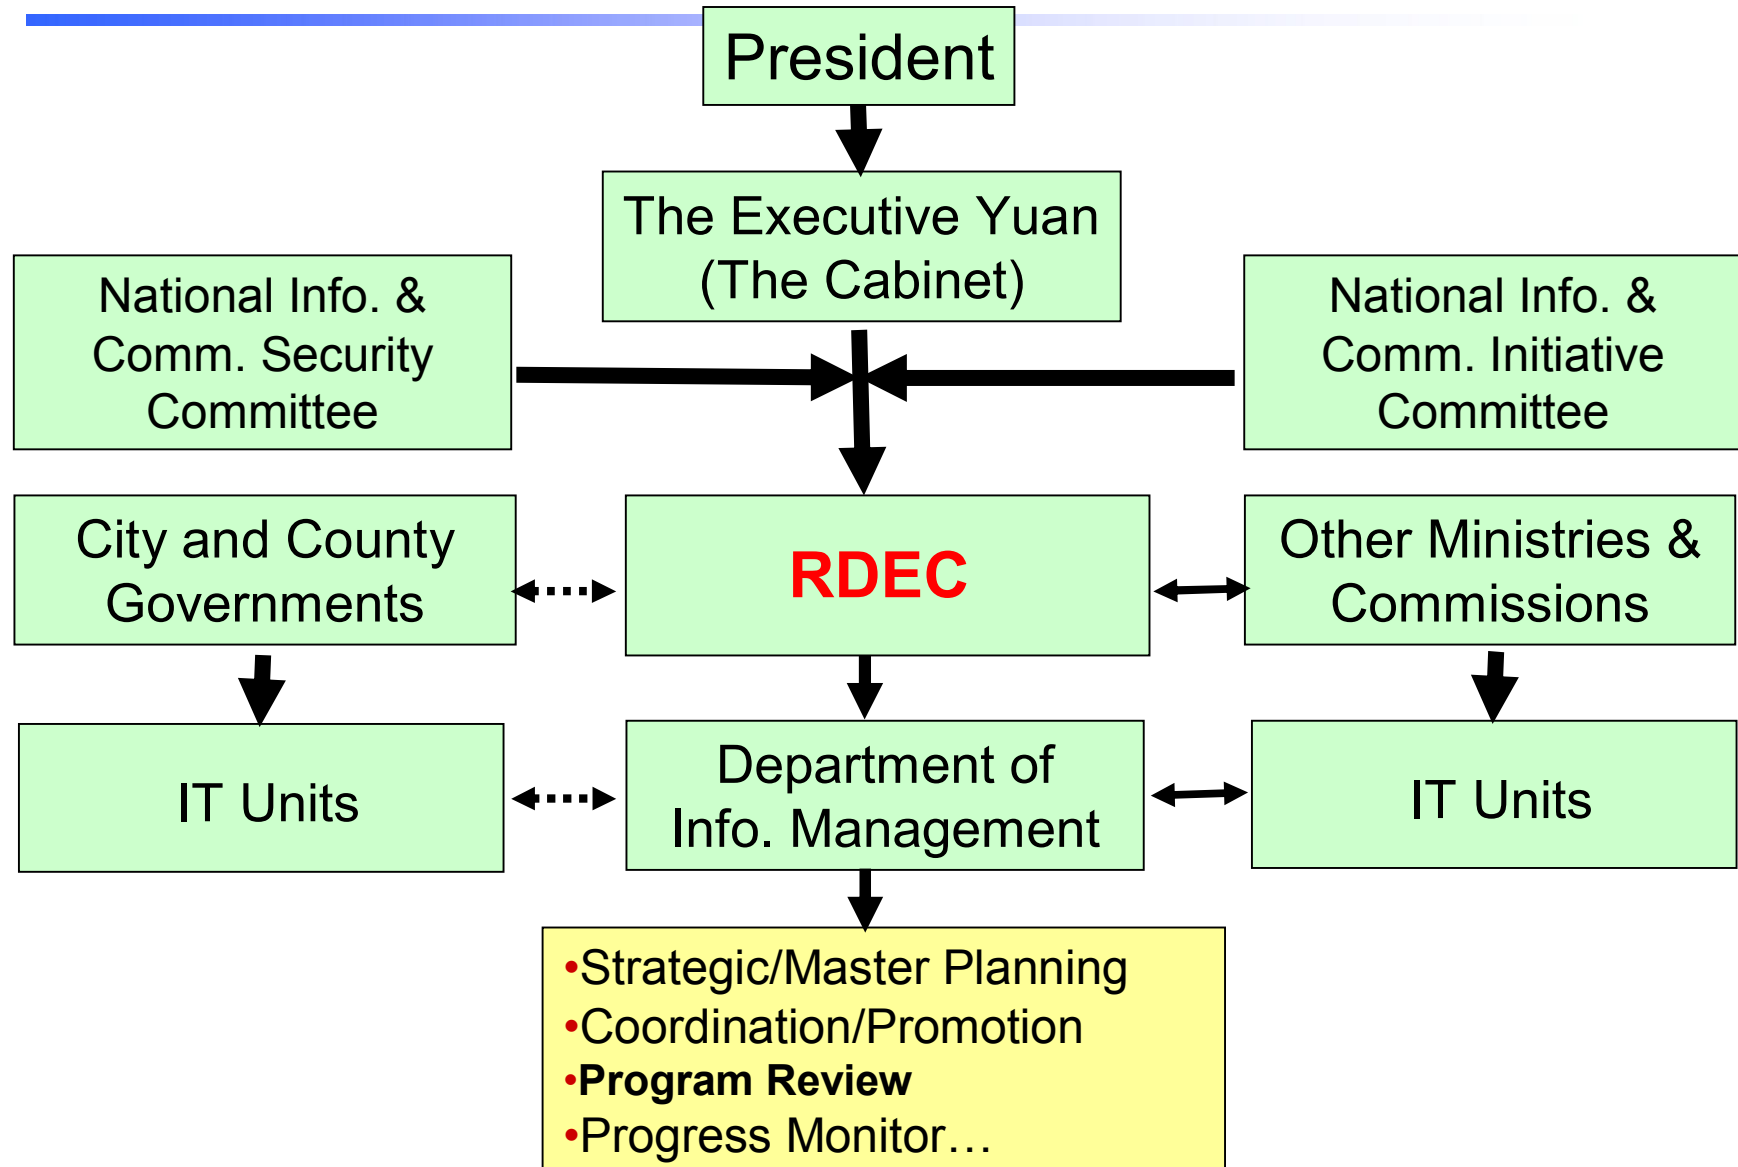 President
The Executive Yuan
(The Cabinet)
National Info. &
Comm. Security
Committee
National Info. &
Comm. Initiative
Committee
City and County
Governments
RDEC
Other Ministries &
Commissions
IT Units
Department of
Info. Management
IT Units
•Strategic/Master Planning
•Coordination/Promotion
•Program Review
•Progress Monitor…